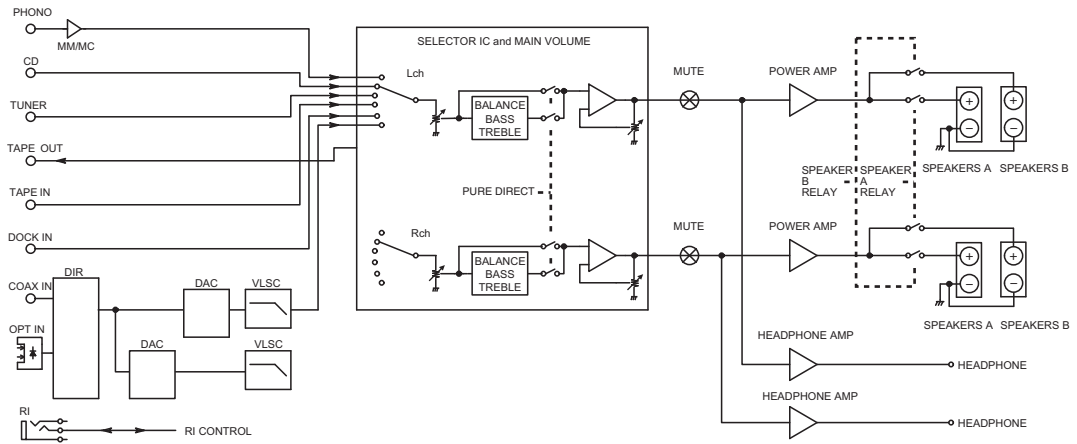 PHONO
MM/MC
CD
TUNER
TAPE OUT
TAPE IN
DOCK IN
COAX IN
OPT IN
DIR
DAC
VLSC
DAC
VLSC
RI
RI CONTROL
SELECTOR IC and MAIN VOLUME
Lch
BALANCE
BASS
TREBLE
PURE DIRECT
Rch
BALANCE
BASS
TREBLE
MUTE
POWER AMP
SPEAKER
B
RELAY
SPEAKER
A
RELAY
+
−
+
−
SPEAKERS A
SPEAKERS B
MUTE
POWER AMP
+
−
+
−
SPEAKERS A
SPEAKERS B
HEADPHONE AMP
HEADPHONE
HEADPHONE AMP
HEADPHONE